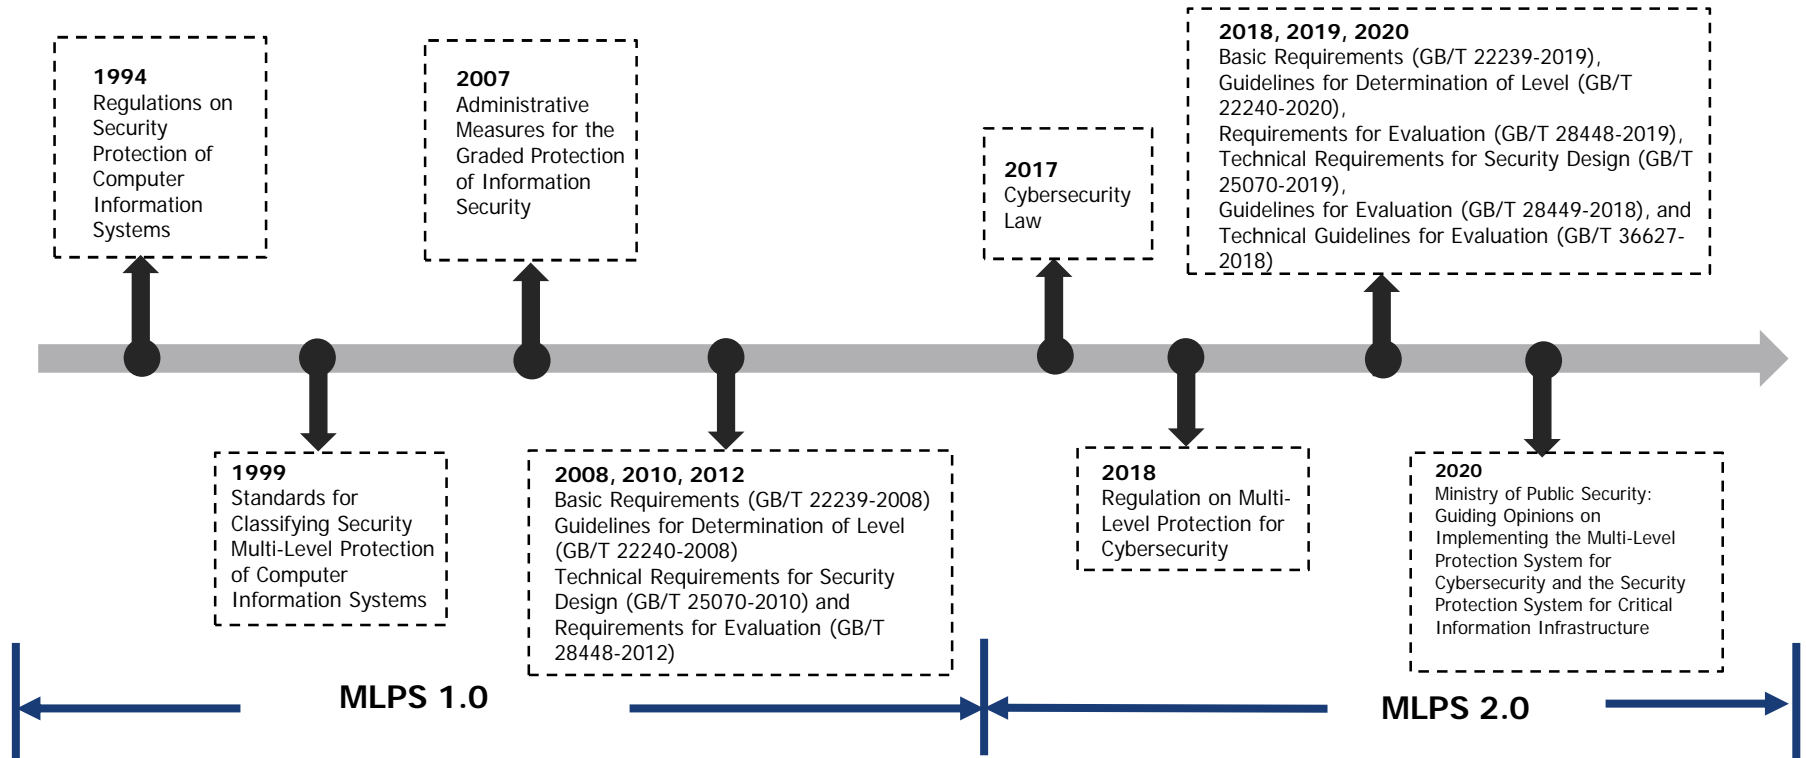 1994
Regulations on
Security
Protection of
Computer
Information
Systems
2007
Administrative
Measures for the
Graded Protection
of Information
Security
2017
Cybersecurity
Law
2018, 2019, 2020
Basic Requirements (GB/T 22239-2019),
Guidelines for Determination of Level (GB/T
22240-2020),
Requirements for Evaluation (GB/T 28448-2019),
Technical Requirements for Security Design (GB/T
25070-2019),
Guidelines for Evaluation (GB/T 28449-2018), and
Technical Guidelines for Evaluation (GB/T 36627-
2018)
1999
Standards for
Classifying Security
Multi-Level Protection
of Computer
Information Systems
2008, 2010, 2012
Basic Requirements (GB/T 22239-2008)
Guidelines for Determination of Level
(GB/T 22240-2008)
Technical Requirements for Security
Design (GB/T 25070-2010) and
Requirements for Evaluation (GB/T
28448-2012)
2018
Regulation on Multi-
Level Protection for
Cybersecurity
2020
Ministry of Public Security:
Guiding Opinions on
Implementing the Multi-Level
Protection System for
Cybersecurity and the Security
Protection System for Critical
Information Infrastructure
MLPS 1.0
MLPS 2.0